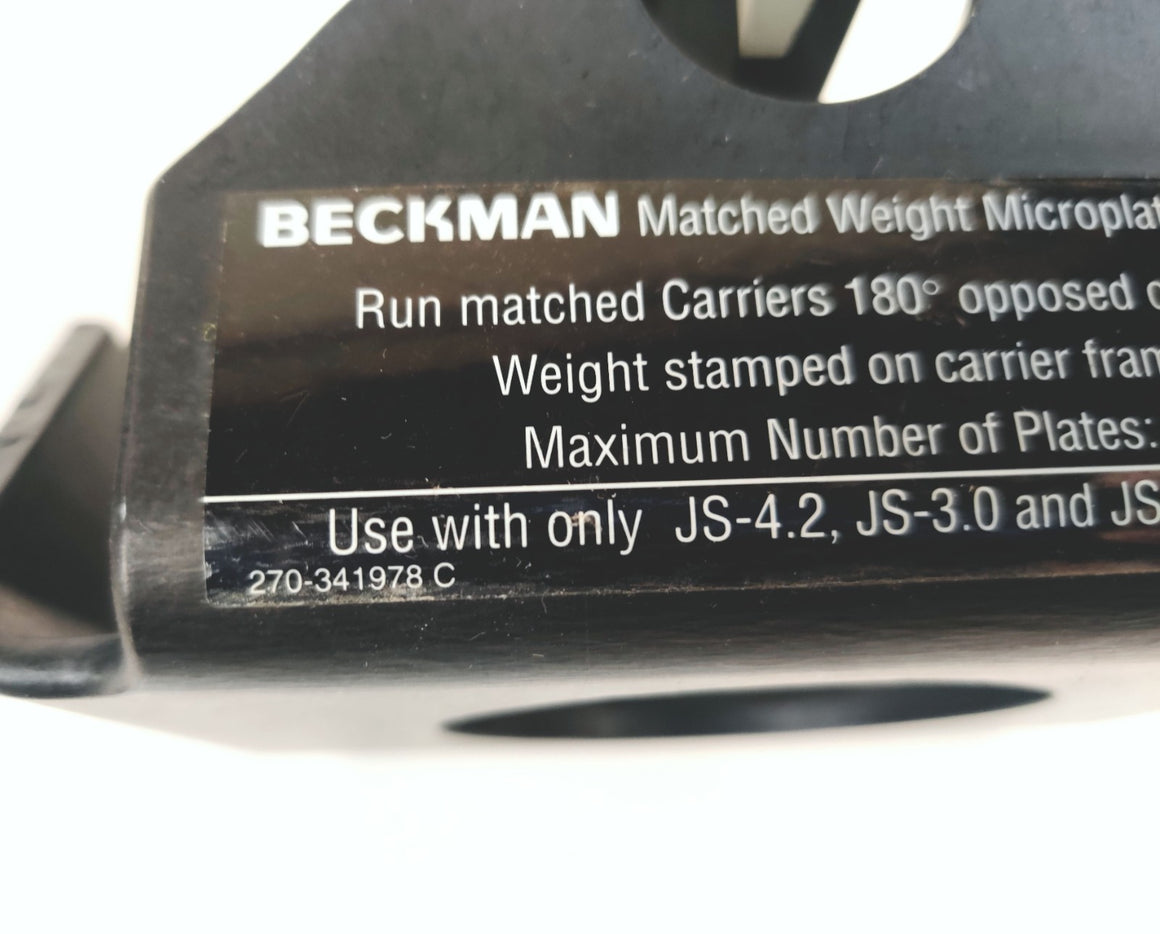 BECKMAN Matched Weight Microplat
Run matched Carriers 180° opposed
Weight stamped on carrier fram
Maximum Number of Plates:
Use with only JS-4.2, JS-3.0 and JS
270-341978 C